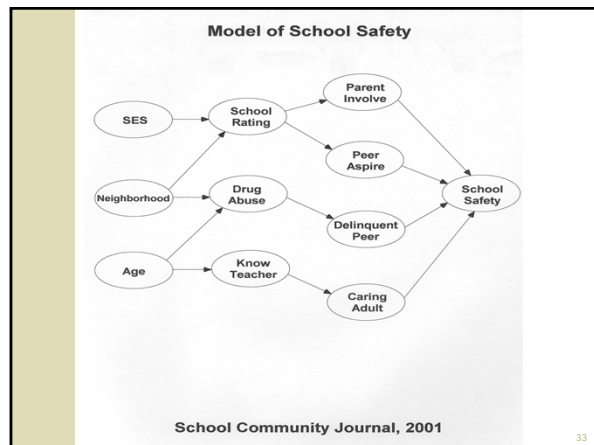 Model of School Safety
Parent
Involve
SES
School
Rating
Peer
Aspire
Neighborhood
Drug
Abuse
School
Safety
Delinquent
Peer
Age
Know
Teacher
Caring
Adult
School Community Journal, 2001
33